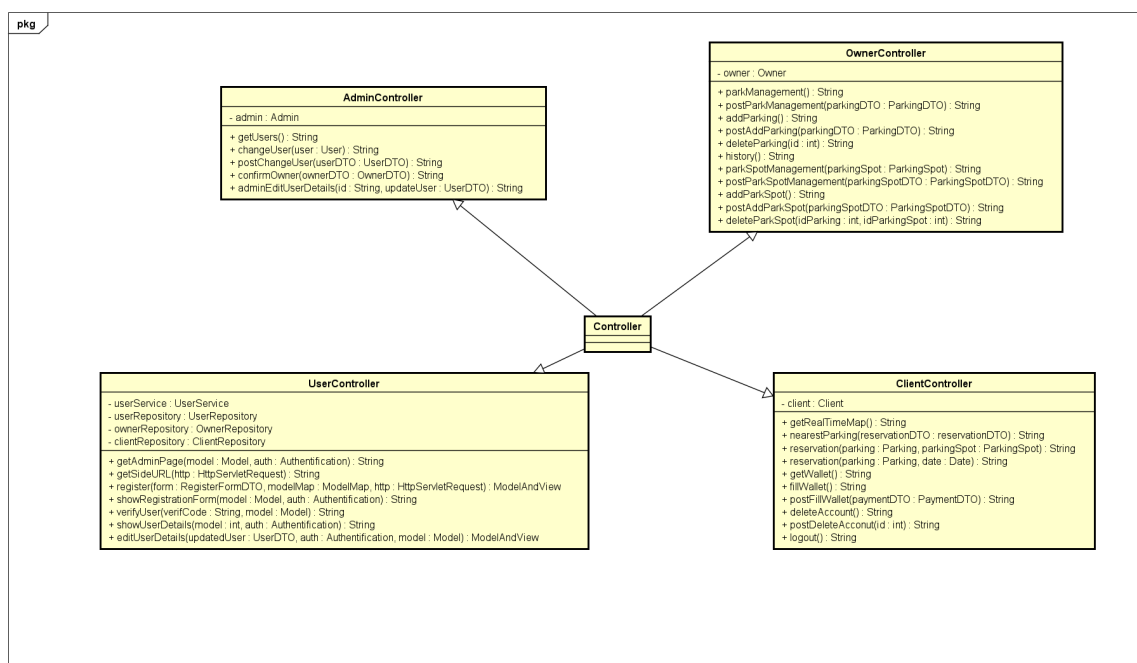 pkg
OwnerController
- owner : Owner
+ parkManagement() : String
+ postParkManagement(parkingDTO : ParkingDTO) : String
+ addParking() : String
+ postAddParking(parkingDTO : ParkingDTO) : String
+ deleteParking(id : int) : String
+ history() : String
+ parkSpotManagement(parkingSpot : ParkingSpot) : String
+ postParkSpotManagement(parkingSpotDTO : ParkingSpotDTO) : String
+ addParkSpot() : String
+ postAddParkSpot(parkingSpotDTO : ParkingSpotDTO) : String
+ deleteParkSpot(idParking : int, idParkingSpot : int) : String
AdminController
- admin : Admin
+ getUsers() : String
+ changeUser(user : User) : String
+ postChangeUser(userDTO : UserDTO) : String
+ confirmOwner(ownerDTO : OwnerDTO) : String
+ adminEditUserDetails(id : String, updateUser : UserDTO) : String
Controller
UserController
- userService : UserService
- userRepository : UserRepository
- ownerRepository : OwnerRepository
- clientRepository : ClientRepository
+ getAdminPage(model : Model, auth : Authentification) : String
+ getSideURL(http : HttpServletRequest) : String
+ register(form : RegisterFormDTO, modelMap : ModelMap, http : HttpServletRequest) : ModelAndView
+ showRegistrationForm(model : Model, auth : Authentification) : String
+ verifyUser(verifCode : String, model : Model) : String
+ showUserDetails(model : int, auth : Authentification) : String
+ editUserDetails(updatedUser : UserDTO, auth : Authentification, model : Model) : ModelAndView
ClientController
- client : Client
+ getRealTimeMap() : String
+ nearestParking(reservationDTO : reservationDTO) : String
+ reservation(parking : Parking, parkingSpot : ParkingSpot) : String
+ reservation(parking : Parking, date : Date) : String
+ getWallet() : String
+ fillWallet() : String
+ postFillWallet(paymentDTO : PaymentDTO) : String
+ deleteAccount() : String
+ postDeleteAcconut(id : int) : String
+ logout() : String